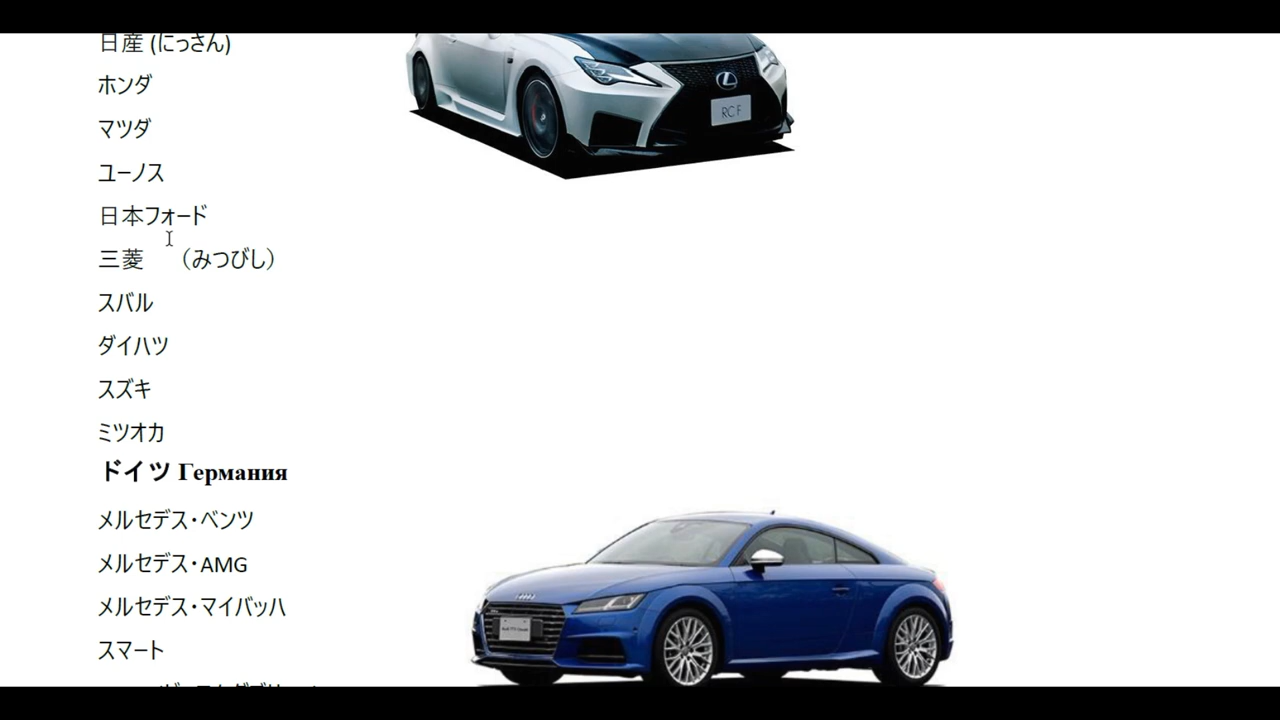 日産 (にっさん)
RC F
ホンダ
マツダ
ユーノス
日本フォード
三菱　（みつびし）
スバル
ダイハツ
スズキ
ミツオカ
ドイツ Германия
メルセデス・ベンツ
メルセデス・AMG
メルセデス・マイバッハ
スマート